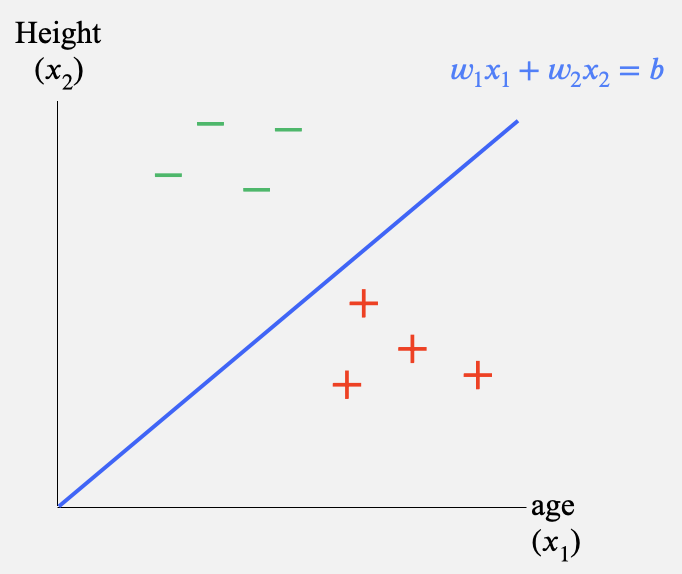 Height
(x₂)
w₁x₁ + w₂x₂ = b
age
(x₁)